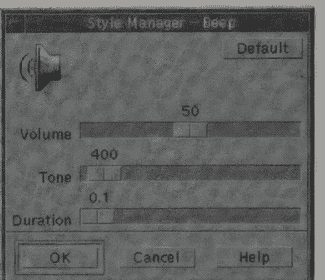 Style Manager - Beep
Default
50
Volume
400
Tone
0.1
Duration
OK
Cancel
Help